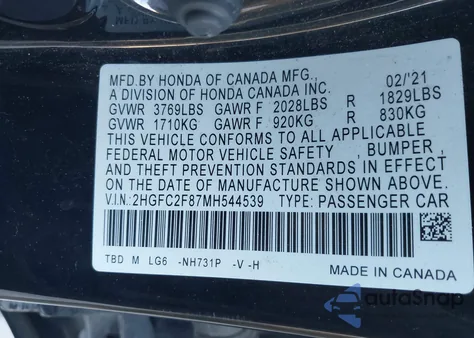 MFD.BY HONDA OF CANADA MFG., 02/'21
A DIVISION OF HONDA CANADA INC.
GVWR 3769LBS GAWR F 2028LBS R 1829LBS
GVWR 1710KG GAWR F 920KG R 830KG
THIS VEHICLE CONFORMS TO ALL APPLICABLE
FEDERAL MOTOR VEHICLE SAFETY , BUMPER ,
AND THEFT PREVENTION STANDARDS IN EFFECT
ON THE DATE OF MANUFACTURE SHOWN ABOVE.
V.I.N.: 2HGFC2F87MH544539 TYPE: PASSENGER CAR
TBD M LG6 -NH731P -V -H
MADE IN CANADA
autoSnap